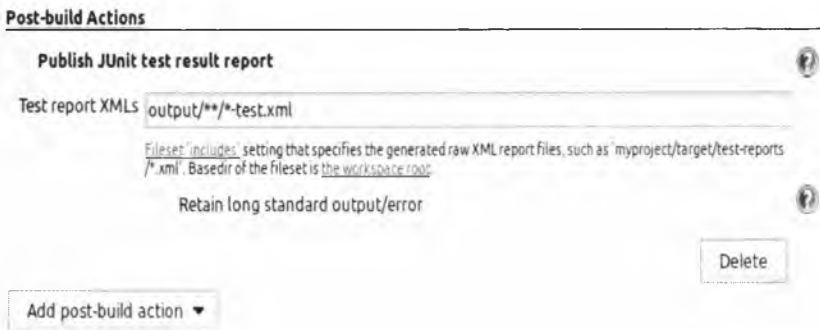 Post-build Actions
Publish JUnit test result report
Test report XMLs output/**/*-test.xml
Fileset 'includes' setting that specifies the generated raw XML report files, such as 'myproject/target/test-reports
/*.xml'. Basedir of the fileset is the workspace root.
Retain long standard output/error
Delete
Add post-build action